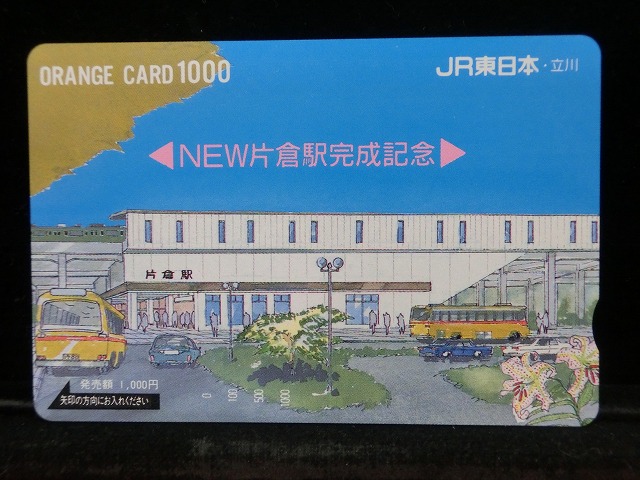 ORANGE CARD 1000
JR東日本・立川
◀NEW片倉駅完成記念▶
片倉駅
発売額 1,000円
矢印の方向にお入れください
0 100 500 1000